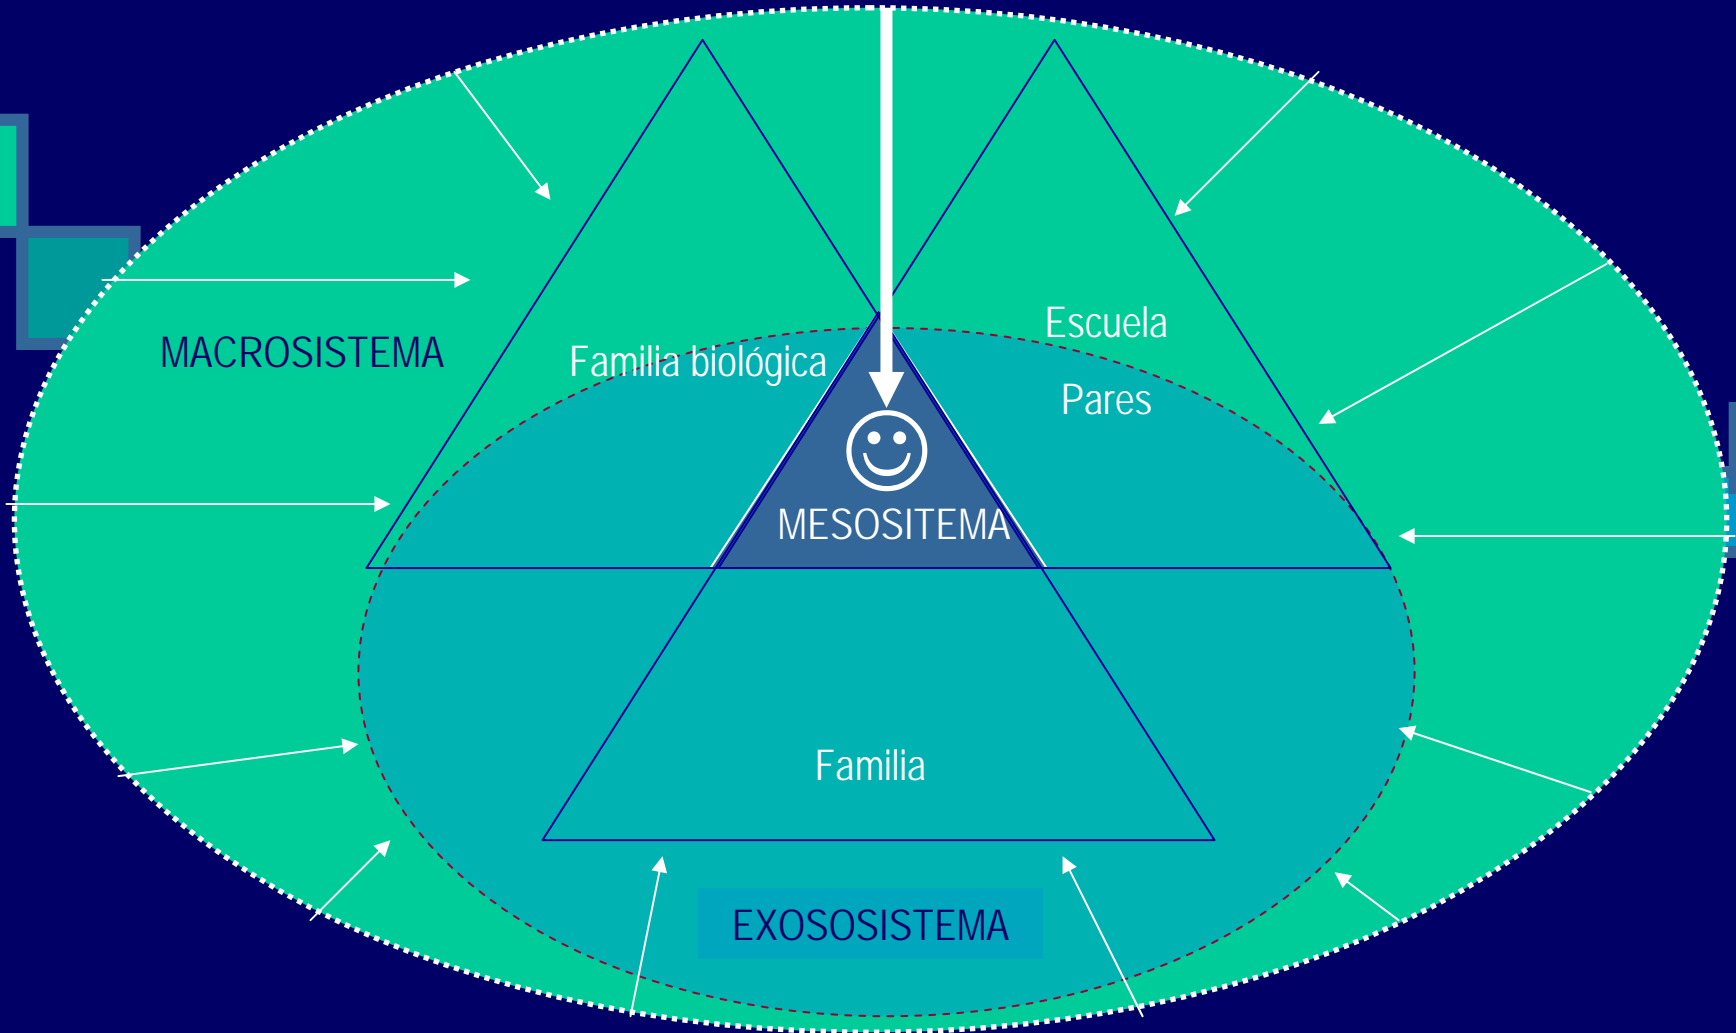 Escuela
MACROSISTEMA
Familia biológica
Pares
MESOSITEMA
Familia
EXOSOSISTEMA